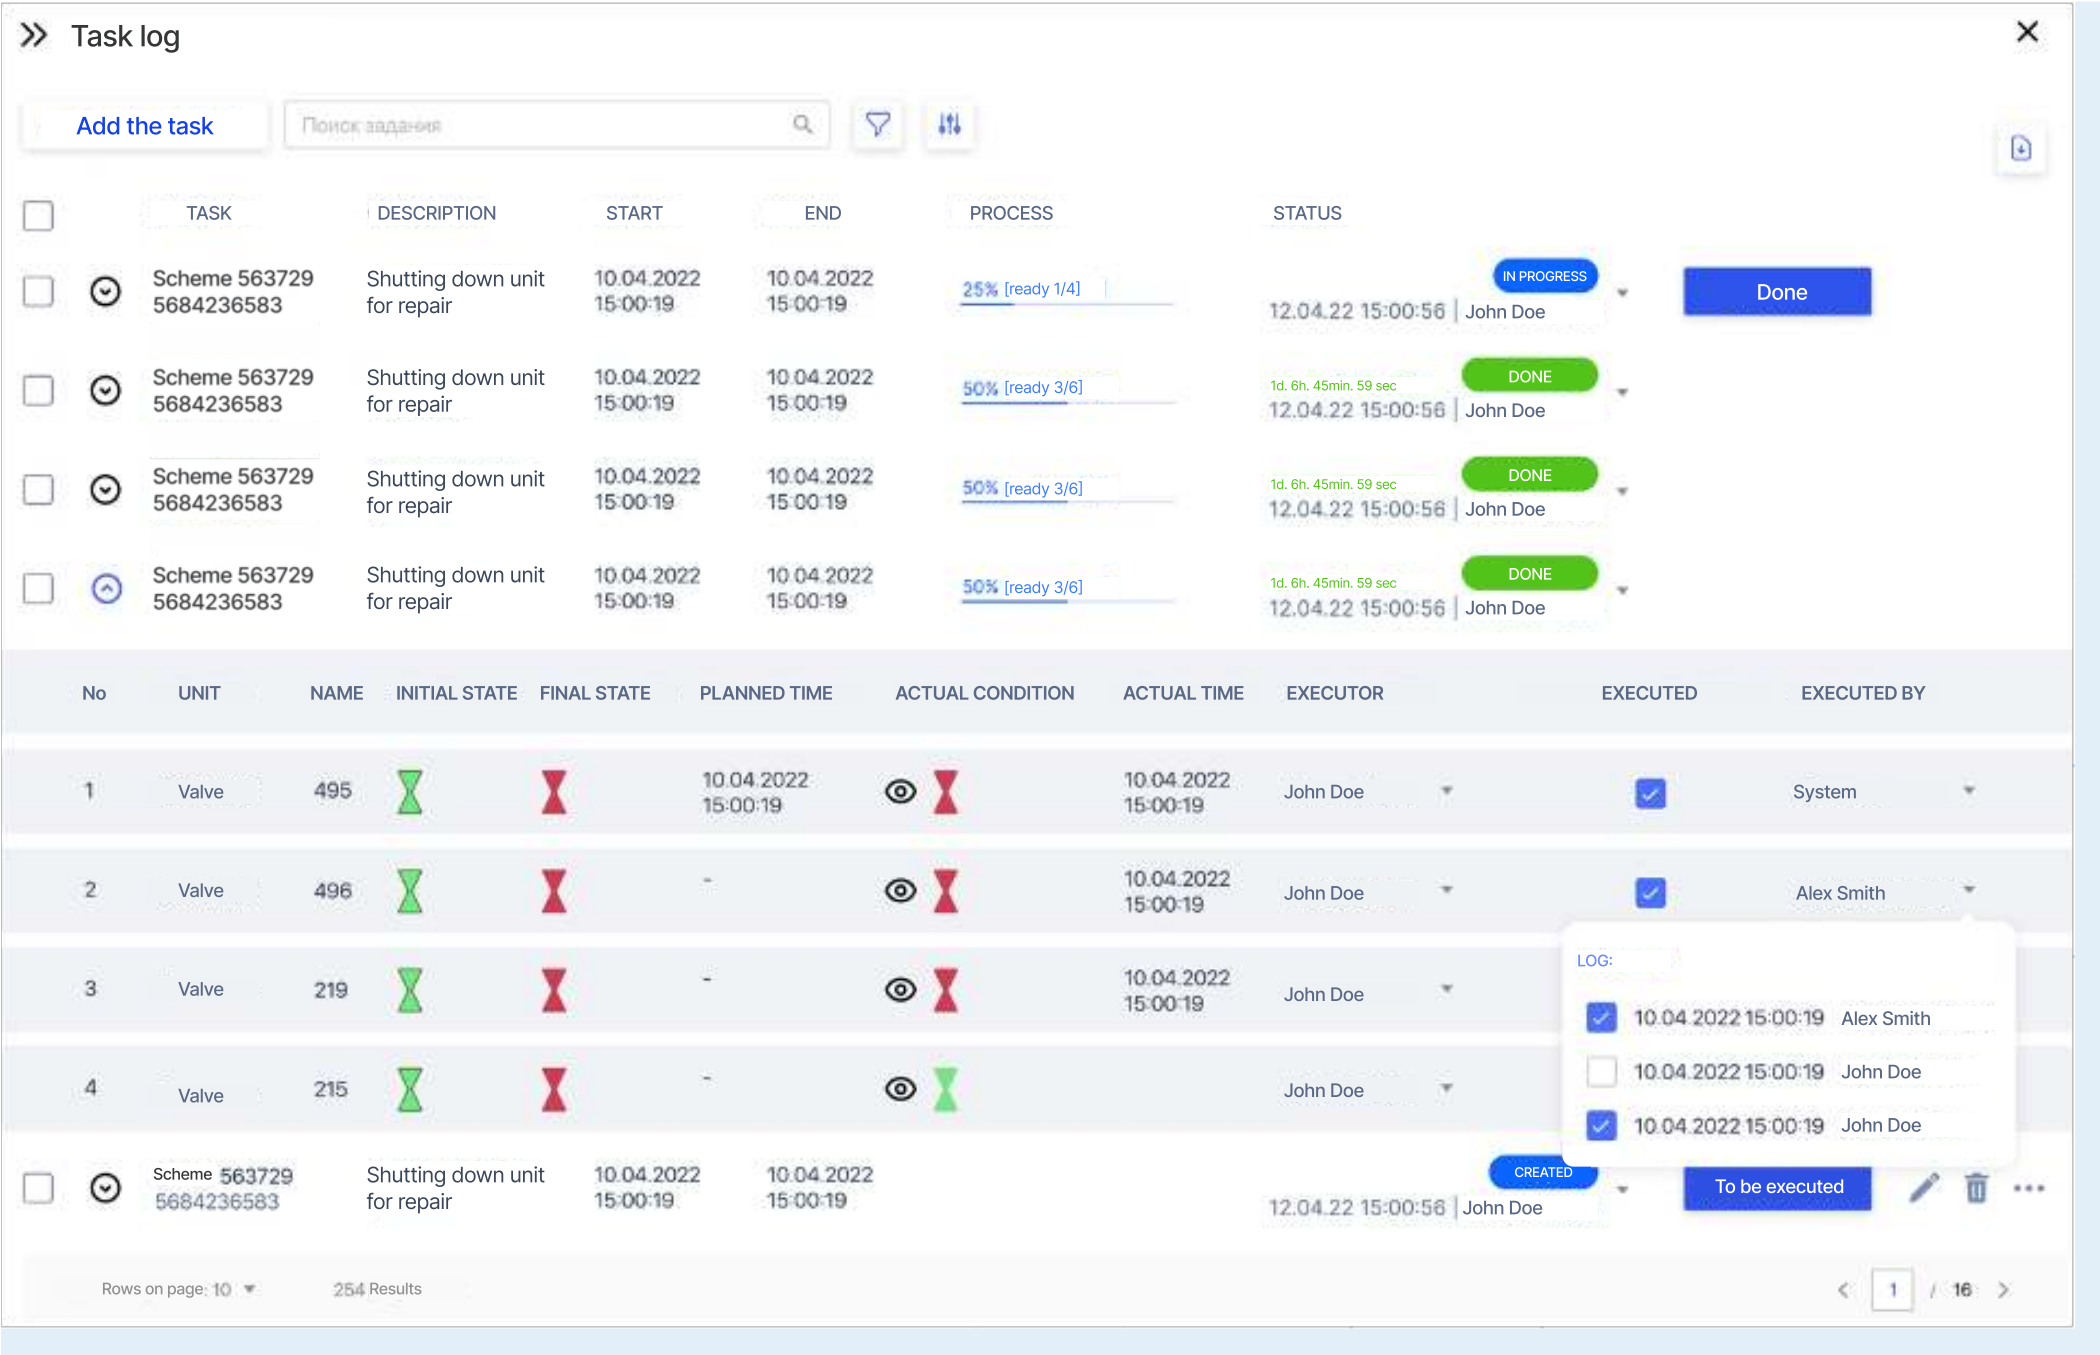 Task log
Add the task
Поиск задания
TASK DESCRIPTION START END PROCESS STATUS
Scheme 563729 Shutting down unit 10.04.2022 10.04.2022 25% [ready 1/4] IN PROGRESS Done
5684236583 for repair 15:00:19 15:00:19 12.04.22 15:00:56 | John Doe
Scheme 563729 Shutting down unit 10.04.2022 10.04.2022 50% [ready 3/6] 1d. 6h. 45min. 59 sec DONE
5684236583 for repair 15:00:19 15:00:19 12.04.22 15:00:56 | John Doe
Scheme 563729 Shutting down unit 10.04.2022 10.04.2022 50% [ready 3/6] 1d. 6h. 45min. 59 sec DONE
5684236583 for repair 15:00:19 15:00:19 12.04.22 15:00:56 | John Doe
Scheme 563729 Shutting down unit 10.04.2022 10.04.2022 50% [ready 3/6] 1d. 6h. 45min. 59 sec DONE
5684236583 for repair 15:00:19 15:00:19 12.04.22 15:00:56 | John Doe
No UNIT NAME INITIAL STATE FINAL STATE PLANNED TIME ACTUAL CONDITION ACTUAL TIME EXECUTOR EXECUTED EXECUTED BY
1 Valve 495 10.04.2022 10.04.2022 John Doe System
15:00:19 15:00:19
2 Valve 496 - 10.04.2022 John Doe Alex Smith
15:00:19
3 Valve 219 - 10.04.2022 John Doe
15:00:19
4 Valve 215 - John Doe
LOG:
10.04.2022 15:00:19 Alex Smith
10.04.2022 15:00:19 John Doe
10.04.2022 15:00:19 John Doe
Scheme 563729 Shutting down unit 10.04.2022 10.04.2022 CREATED To be executed
5684236583 for repair 15:00:19 15:00:19 12.04.22 15:00:56 | John Doe
Rows on page: 10 254 Results 1 / 16